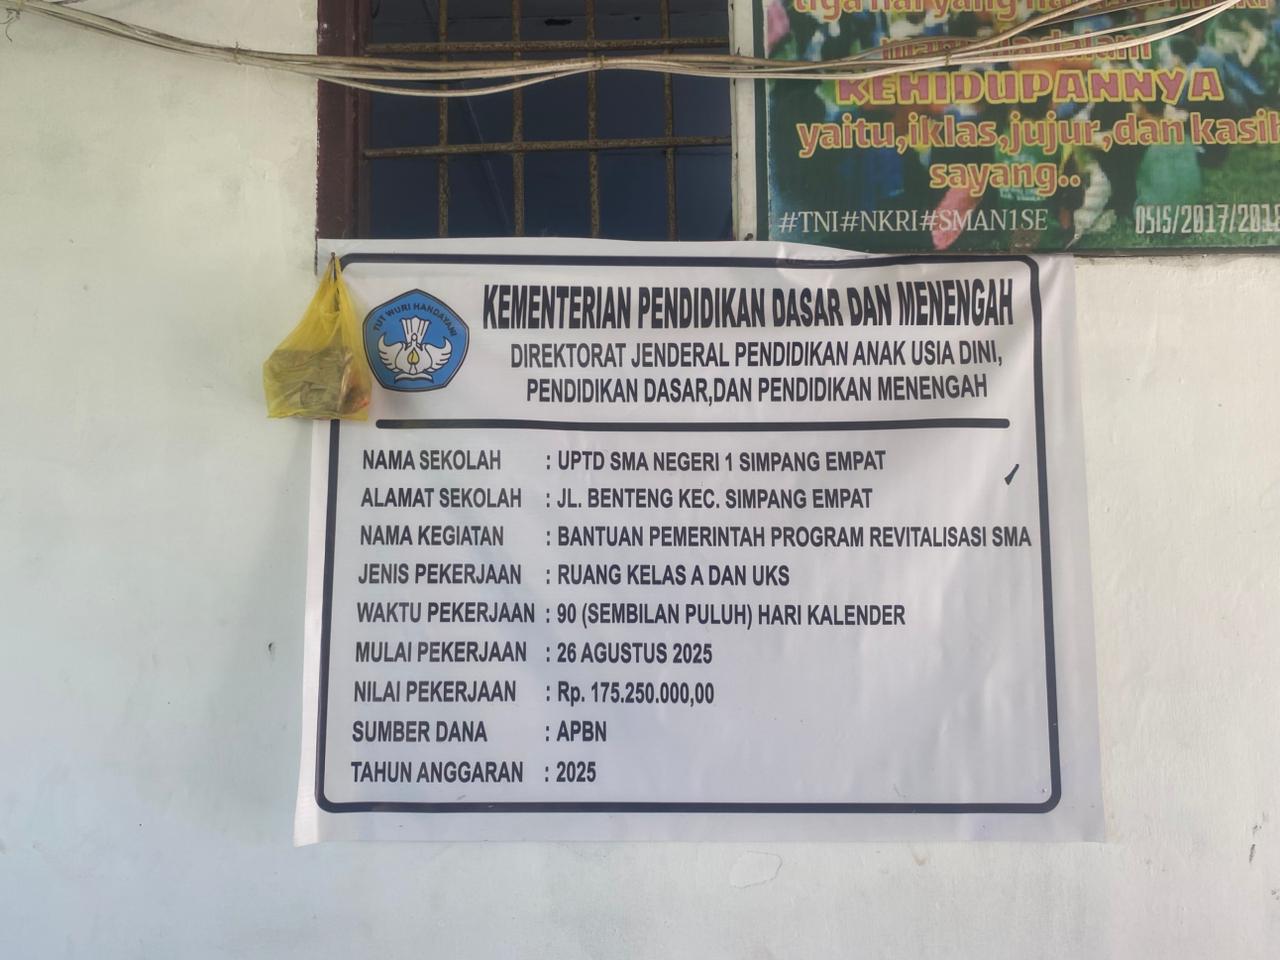 KEHIDUPANNYA
yaitu,iklas,jujur,dan kasih
sayang..
#TNI#NKRI#SMAN1SE
TUT WURI HANDAYANI
KEMENTERIAN PENDIDIKAN DASAR DAN MENENGAH
DIREKTORAT JENDERAL PENDIDIKAN ANAK USIA DINI,
PENDIDIKAN DASAR,DAN PENDIDIKAN MENENGAH
NAMA SEKOLAH : UPTD SMA NEGERI 1 SIMPANG EMPAT
ALAMAT SEKOLAH : JL. BENTENG KEC. SIMPANG EMPAT
NAMA KEGIATAN : BANTUAN PEMERINTAH PROGRAM REVITALISASI SMA
JENIS PEKERJAAN : RUANG KELAS A DAN UKS
WAKTU PEKERJAAN : 90 (SEMBILAN PULUH) HARI KALENDER
MULAI PEKERJAAN : 26 AGUSTUS 2025
NILAI PEKERJAAN : Rp. 175.250.000,00
SUMBER DANA : APBN
TAHUN ANGGARAN : 2025